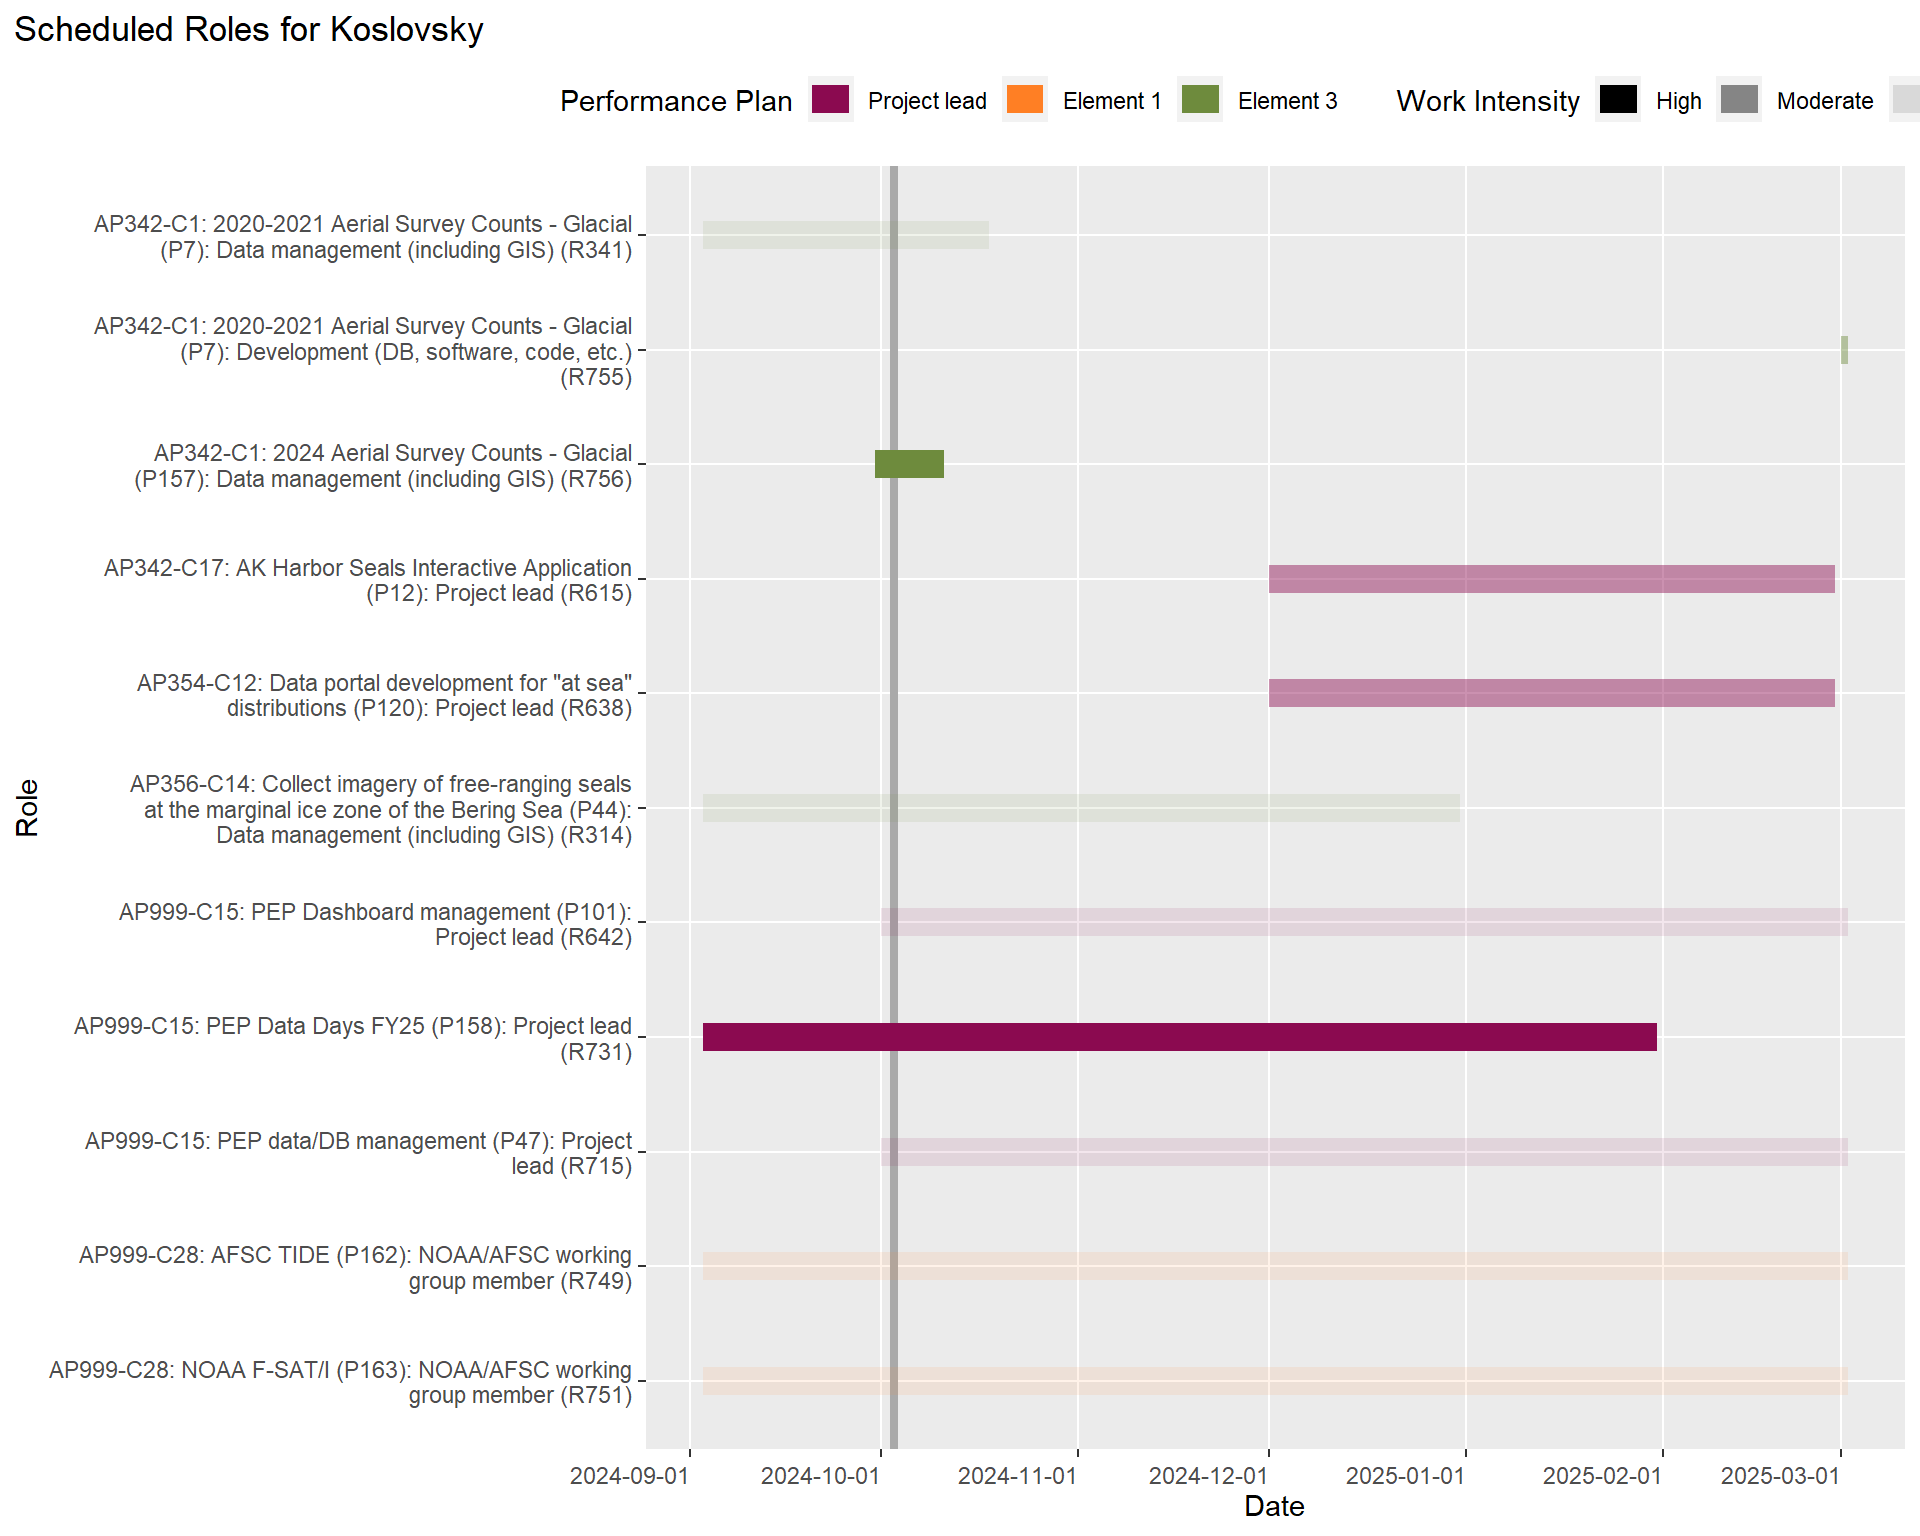 Scheduled Roles for Koslovsky
Performance Plan Project lead Element 1 Element 3 Work Intensity High Moderate
AP342-C1: 2020-2021 Aerial Survey Counts - Glacial
(P7): Data management (including GIS) (R341)
AP342-C1: 2020-2021 Aerial Survey Counts - Glacial
(P7): Development (DB, software, code, etc.)
(R755)
AP342-C1: 2024 Aerial Survey Counts - Glacial
(P157): Data management (including GIS) (R756)
AP342-C17: AK Harbor Seals Interactive Application
(P12): Project lead (R615)
AP354-C12: Data portal development for "at sea"
distributions (P120): Project lead (R638)
AP356-C14: Collect imagery of free-ranging seals
at the marginal ice zone of the Bering Sea (P44):
Data management (including GIS) (R314)
AP999-C15: PEP Dashboard management (P101):
Project lead (R642)
AP999-C15: PEP Data Days FY25 (P158): Project lead
(R731)
AP999-C15: PEP data/DB management (P47): Project
lead (R715)
AP999-C28: AFSC TIDE (P162): NOAA/AFSC working
group member (R749)
AP999-C28: NOAA F-SAT/I (P163): NOAA/AFSC working
group member (R751)
Role
2024-09-01 2024-10-01 2024-11-01 2024-12-01 2025-01-01 2025-02-01 2025-03-01
Date